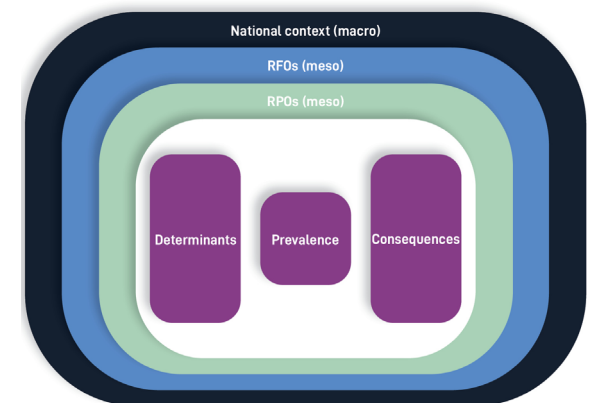 National context (macro)
RFOs (meso)
RPOs (meso)
Determinants
Prevalence
Consequences